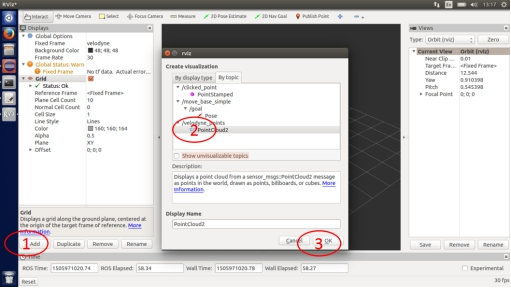 RViz*
13:17
Interact
Move Camera
Select
Focus Camera
Measure
2D Pose Estimate
2D Nav Goal
Publish Point
Displays
Global Options
Fixed Frame velodyne
Background Color 48; 48; 48
Frame Rate 30
Global Status: Warn
Fixed Frame No tf data. Actual error...
Grid
Status: Ok
Reference Frame <Fixed Frame>
Plane Cell Count 10
Normal Cell Count 0
Cell Size 1
Line Style Lines
Color 160; 160; 164
Alpha 0.5
Plane XY
Offset 0; 0; 0
Grid
Displays a grid along the ground plane, centered
at the origin of the target frame of reference. More
Information.
1
Add
Duplicate
Remove
Rename
rviz
Create visualization
By display type
By topic
/clicked_point
PointStamped
/move_base_simple
/goal
Pose
/velodyne_points
PointCloud2
2
Show unvisualizable topics
Description:
Displays a point cloud from a sensor_msgs::PointCloud2 message
as points in the world, drawn as points, billboards, or cubes. More
Information.
Display Name
PointCloud2
Cancel
3
OK
Views
Type: Orbit (rviz)
Zero
Current View Orbit (rviz)
Near Clip ... 0.01
Target Fra... <Fixed Frame>
Distance 12.544
Yaw 0.910398
Pitch 0.545398
Focal Point 0; 0; 0
Save
Remove
Rename
Time
ROS Time: 1505971020.74
ROS Elapsed: 58.34
Wall Time: 1505971020.78
Wall Elapsed: 58.27
Experimental
Reset
30 fps